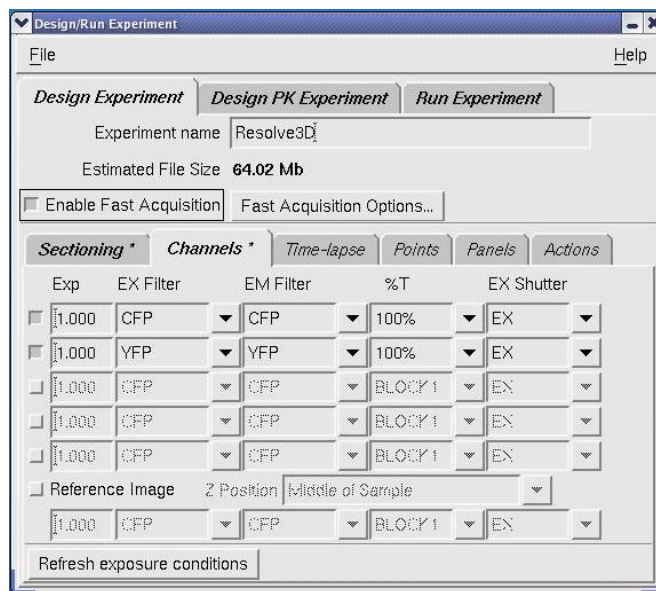 Design/Run Experiment
File Help
Design Experiment Design PK Experiment Run Experiment
Experiment name Resolve3D
Estimated File Size 64.02 Mb
Enable Fast Acquisition Fast Acquisition Options...
Sectioning * Channels * Time-lapse Points Panels Actions
Exp EX Filter EM Filter %T EX Shutter
1.000 CFP CFP 100% EX
1.000 YFP YFP 100% EX
1.000 CFP CFP BLOCK1 EX
1.000 CFP CFP BLOCK1 EX
1.000 CFP CFP BLOCK1 EX
Reference Image Z Position Middle of Sample
1.000 CFP CFP BLOCK1 EX
Refresh exposure conditions